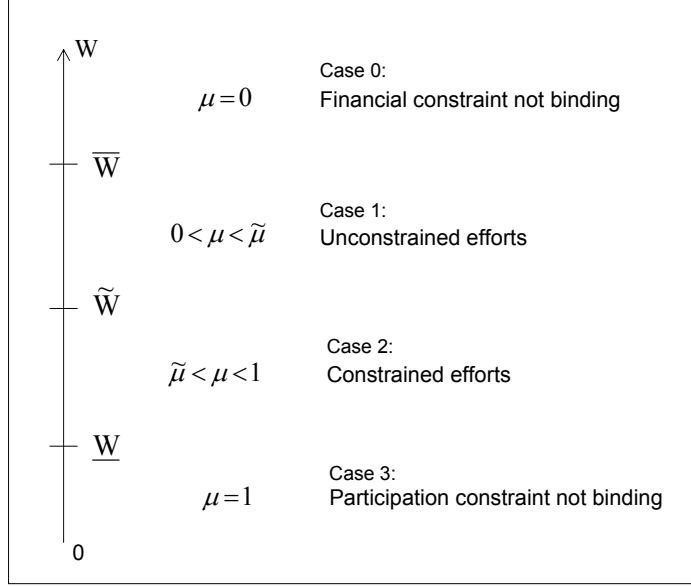 W
Case 0:
μ = 0 Financial constraint not binding
W̅
Case 1:
0 < μ < μ̃ Unconstrained efforts
W̃
Case 2:
μ̃ < μ < 1 Constrained efforts
W̲
Case 3:
μ = 1 Participation constraint not binding
0